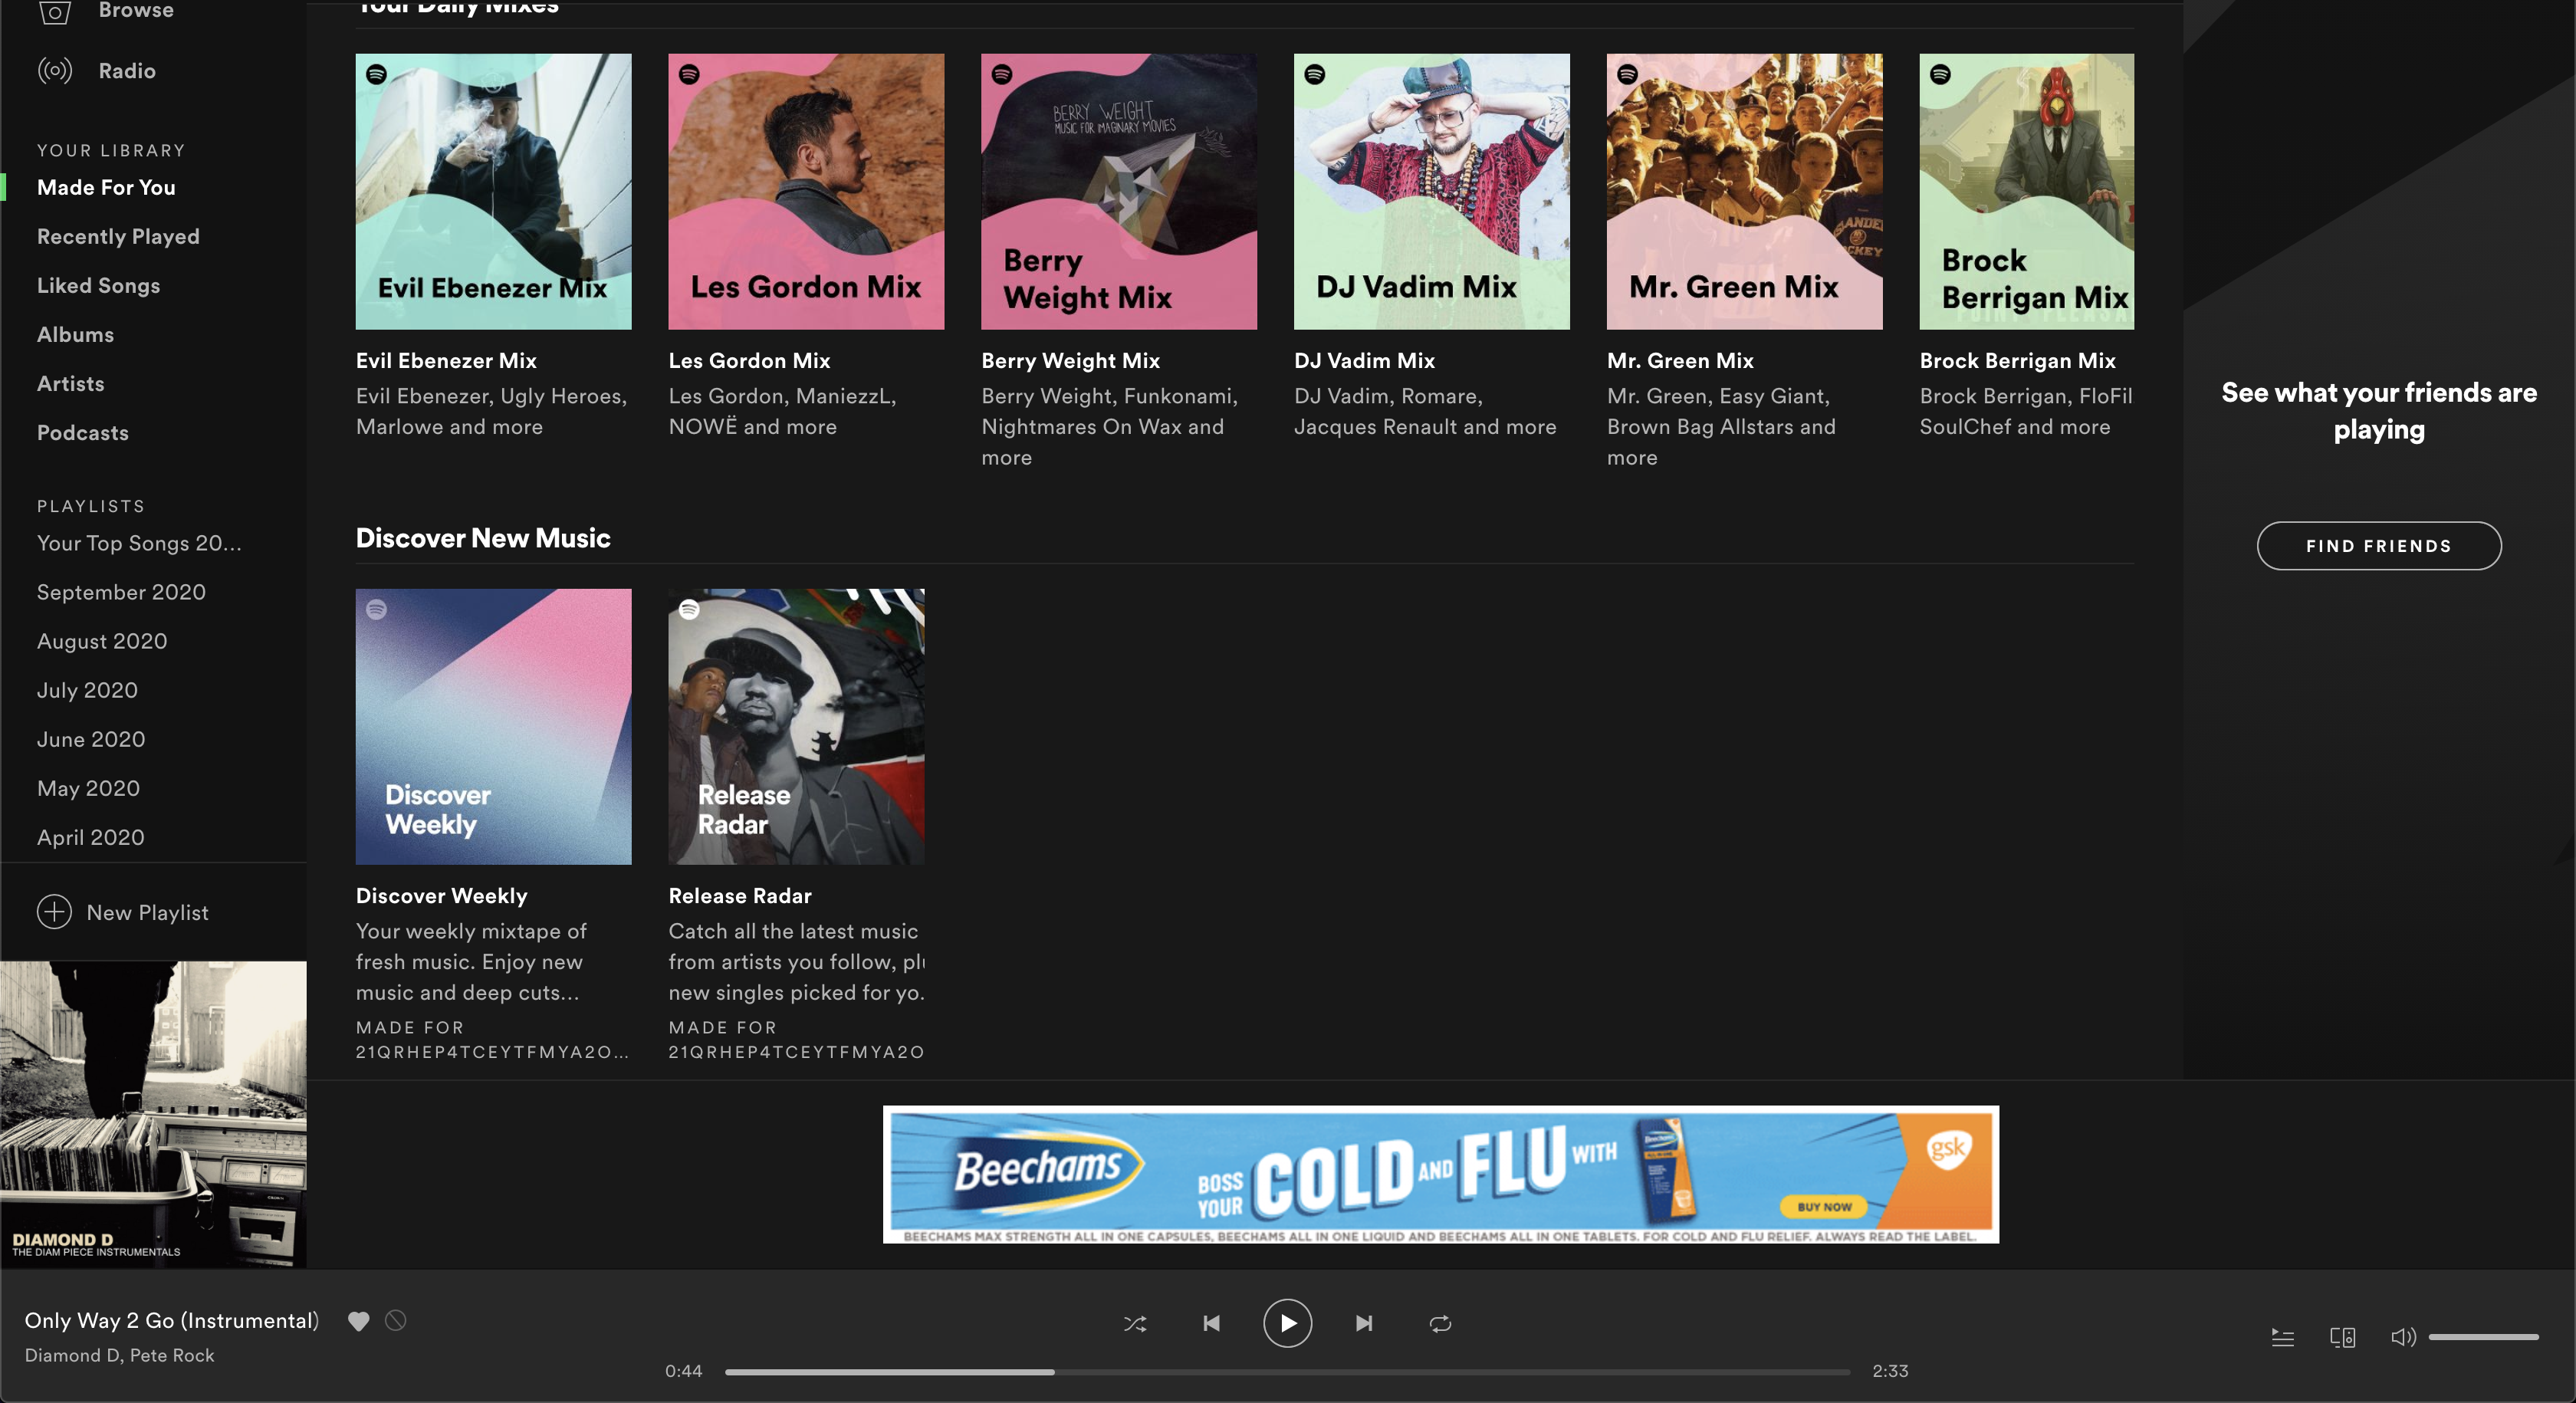 Browse
Radio
YOUR LIBRARY
Made For You
Recently Played
Liked Songs
Albums
Artists
Podcasts
PLAYLISTS
Your Top Songs 20...
September 2020
August 2020
July 2020
June 2020
May 2020
April 2020
New Playlist
DIAMOND D
THE DIAM PIECE INSTRUMENTALS
Your Daily Mixes
Evil Ebenezer Mix
Evil Ebenezer Mix
Evil Ebenezer, Ugly Heroes,
Marlowe and more
Les Gordon Mix
Les Gordon Mix
Les Gordon, ManiezzL,
NOWË and more
BERRY WEIGHT
MUSIC FOR IMAGINARY MOVIES
Berry
Weight Mix
Berry Weight Mix
Berry Weight, Funkonami,
Nightmares On Wax and
more
DJ Vadim Mix
DJ Vadim Mix
DJ Vadim, Romare,
Jacques Renault and more
Mr. Green Mix
Mr. Green Mix
Mr. Green, Easy Giant,
Brown Bag Allstars and
more
Brock
Berrigan Mix
Brock Berrigan Mix
Brock Berrigan, FloFil
SoulChef and more
Discover New Music
Discover
Weekly
Discover Weekly
Your weekly mixtape of
fresh music. Enjoy new
music and deep cuts...
MADE FOR
21QRHEP4TCEYTFMYA2O...
Release
Radar
Release Radar
Catch all the latest music
from artists you follow, plu
new singles picked for yo.
MADE FOR
21QRHEP4TCEYTFMYA2O
See what your friends are
playing
FIND FRIENDS
Beechams
BOSS YOUR COLD AND FLU WITH
Beechams
gsk
BUY NOW
BEECHAMS MAX STRENGTH ALL IN ONE CAPSULES, BEECHAMS ALL IN ONE LIQUID AND BEECHAMS ALL IN ONE TABLETS. FOR COLD AND FLU RELIEF. ALWAYS READ THE LABEL.
Only Way 2 Go (Instrumental)
Diamond D, Pete Rock
0:44
2:33